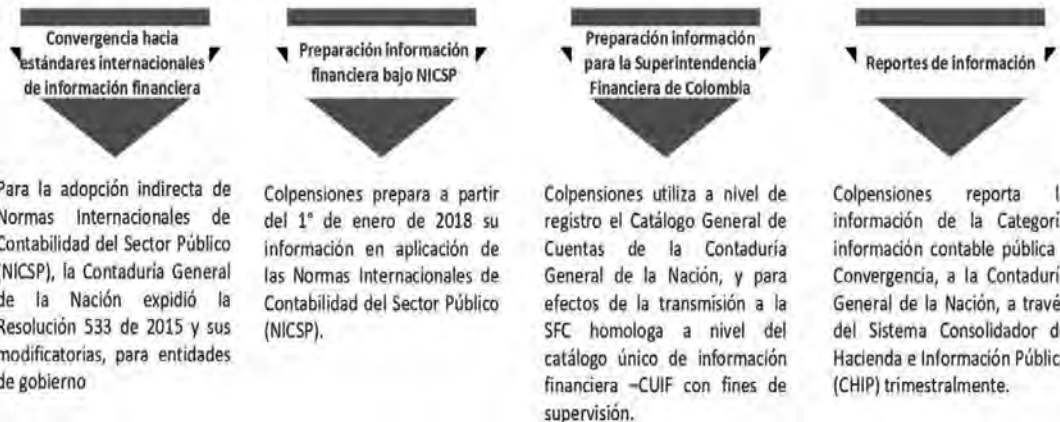 Convergencia hacia
estándares internacionales
de información financiera
Para la adopción indirecta de
Normas Internacionales de
Contabilidad del Sector Público
(NICSP), la Contaduría General
de la Nación expidió la
Resolución 533 de 2015 y sus
modificatorias, para entidades
de gobierno
Preparación información
financiera bajo NICSP
Colpensiones prepara a partir
del 1° de enero de 2018 su
información en aplicación de
las Normas Internacionales de
Contabilidad del Sector Público
(NICSP).
Preparación información
para la Superintendencia
Financiera de Colombia
Colpensiones utiliza a nivel de
registro el Catálogo General de
Cuentas de la Contaduría
General de la Nación, y para
efectos de la transmisión a la
SFC homologa a nivel del
catálogo único de información
financiera –CUIF con fines de
supervisión.
Reportes de información
Colpensiones reporta
información de la Categorí
información contable pública
Convergencia, a la Contadurí
General de la Nación, a travé
del Sistema Consolidador d
Hacienda e Información Públic
(CHIP) trimestralmente.